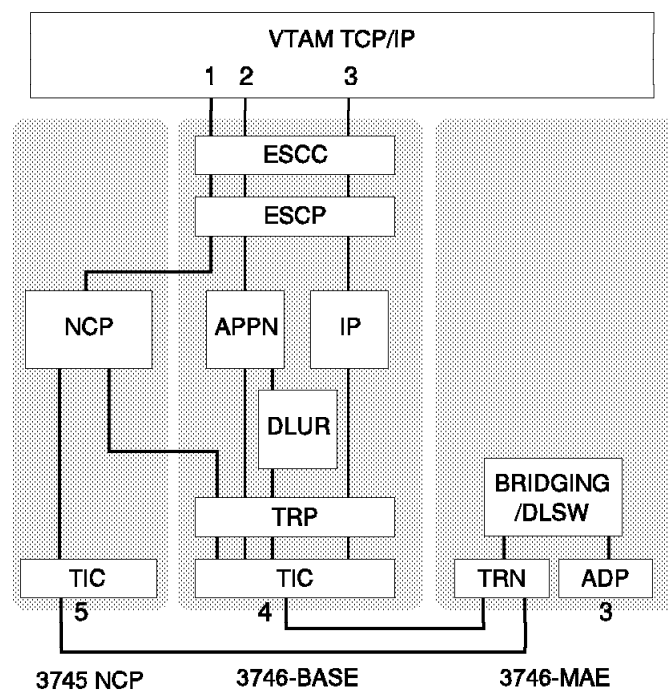 VTAM TCP/IP
1 2 3
ESCC
ESCP
NCP APPN IP
DLUR
BRIDGING
/DLSW
TRP
TIC TIC TRN ADP
5 4 3
3745 NCP 3746-BASE 3746-MAE